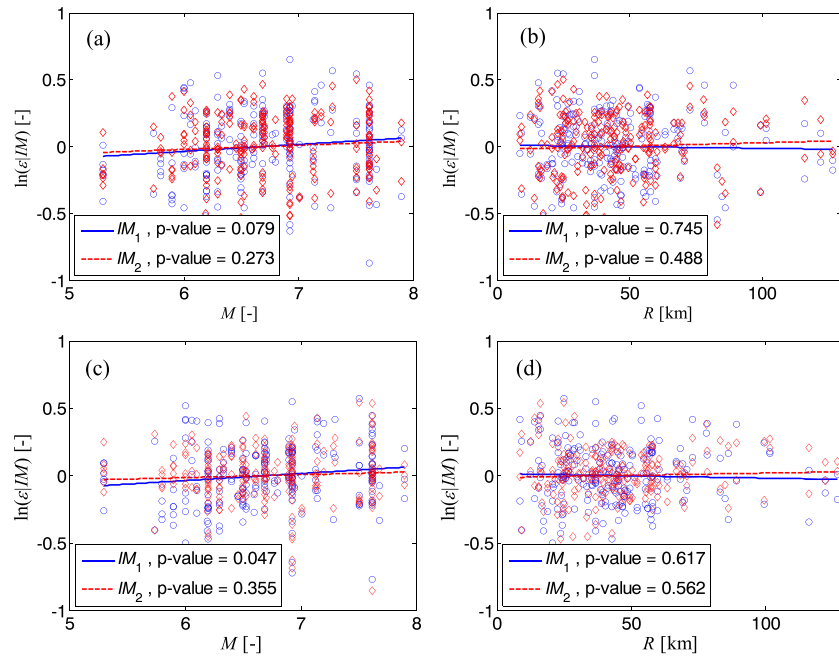 (a)
1
0.5
0
-0.5
-1
ln(ε|IM) [-]
IM1 , p-value = 0.079
IM2 , p-value = 0.273
5 6 7 8
M [-]
(b)
1
0.5
0
-0.5
-1
ln(ε|IM) [-]
IM1 , p-value = 0.745
IM2 , p-value = 0.488
0 50 100
R [km]
(c)
1
0.5
0
-0.5
-1
ln(ε|IM) [-]
IM1 , p-value = 0.047
IM2 , p-value = 0.355
5 6 7 8
M [-]
(d)
1
0.5
0
-0.5
-1
ln(ε|IM) [-]
IM1 , p-value = 0.617
IM2 , p-value = 0.562
0 50 100
R [km]